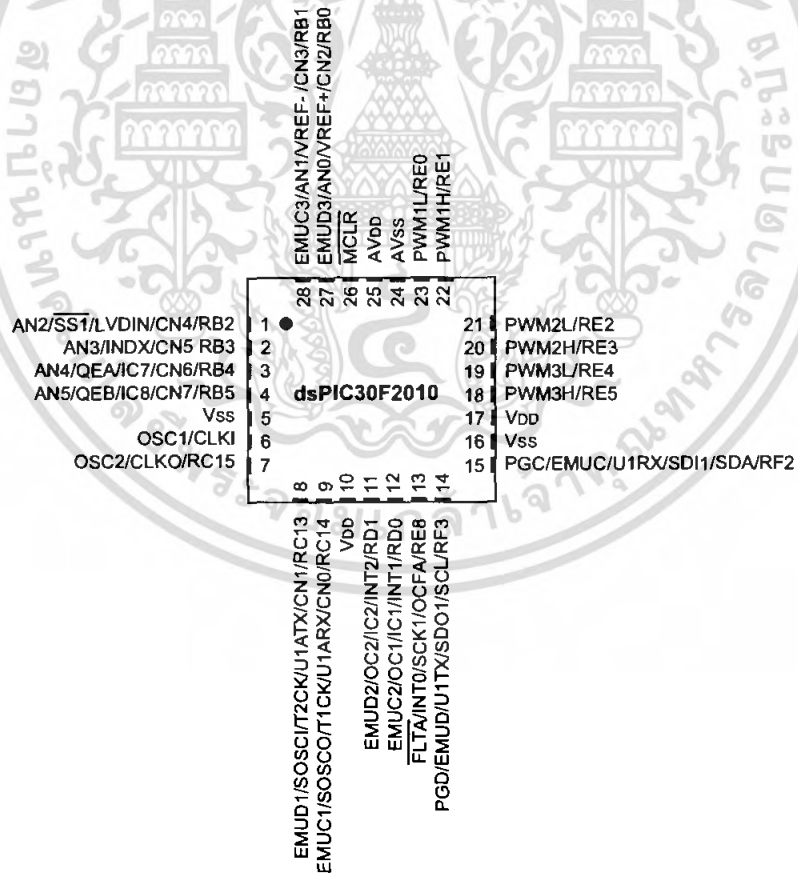 EMUC3/AN1/VREF- /CN3/RB1
EMUD3/AN0/VREF+/CN2/RB0
MCLR
AVDD
AVSS
PWM1L/RE0
PWM1H/RE1
28 27 26 25 24 23 22
AN2/SS1/LVDIN/CN4/RB2 1
AN3/INDX/CN5 RB3 2
AN4/QEA/IC7/CN6/RB4 3
AN5/QEB/IC8/CN7/RB5 4
Vss 5
OSC1/CLKI 6
OSC2/CLKO/RC15 7
dsPIC30F2010
21 PWM2L/RE2
20 PWM2H/RE3
19 PWM3L/RE4
18 PWM3H/RE5
17 VDD
16 Vss
15 PGC/EMUC/U1RX/SDI1/SDA/RF2
8 9 10 11 12 13 14
EMUD1/SOSCI/T2CK/U1ATX/CN1/RC13
EMUC1/SOSCO/T1CK/U1ARX/CN0/RC14
VDD
EMUD2/OC2/IC2/INT2/RD1
EMUC2/OC1/IC1/INT1/RD0
FLTA/INT0/SCK1/OCFA/RE8
PGD/EMUD/U1TX/SDO1/SCL/RF3